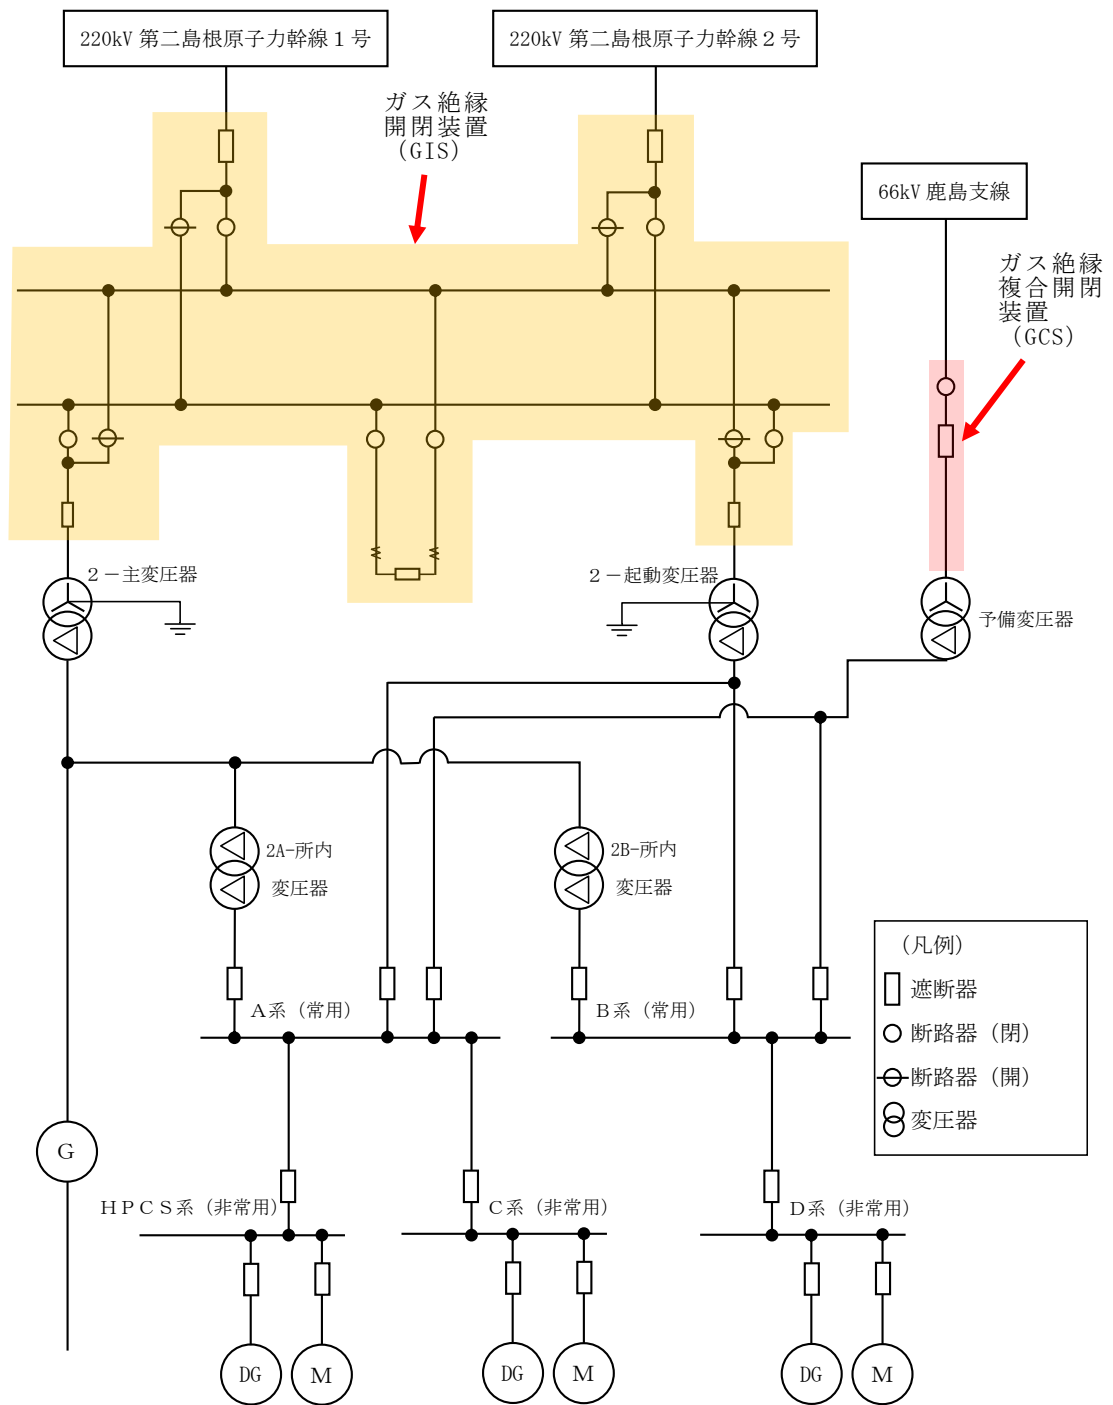 220kV 第二島根原子力幹線１号
220kV 第二島根原子力幹線２号
ガス絶縁
開閉装置
（GIS）
66kV 鹿島支線
ガス絶縁
複合開閉
装置
（GCS）
２－主変圧器
２－起動変圧器
予備変圧器
2A-所内
変圧器
2B-所内
変圧器
Ａ系（常用）
Ｂ系（常用）
（凡例）
遮断器
断路器（閉）
断路器（開）
変圧器
G
ＨＰＣＳ系（非常用）
Ｃ系（非常用）
Ｄ系（非常用）
DG
M
DG
M
DG
M